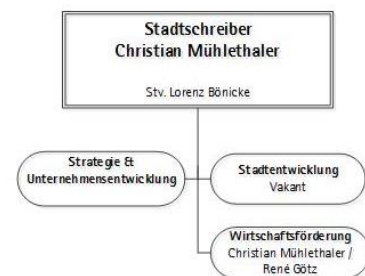 Stadtschreiber
Christian Mühlethaler
Stv. Lorenz Bönicke
Strategie &
Unternehmensentwicklung
Stadtentwicklung
Vakant
Wirtschaftsförderung
Christian Mühlethaler /
René Götz